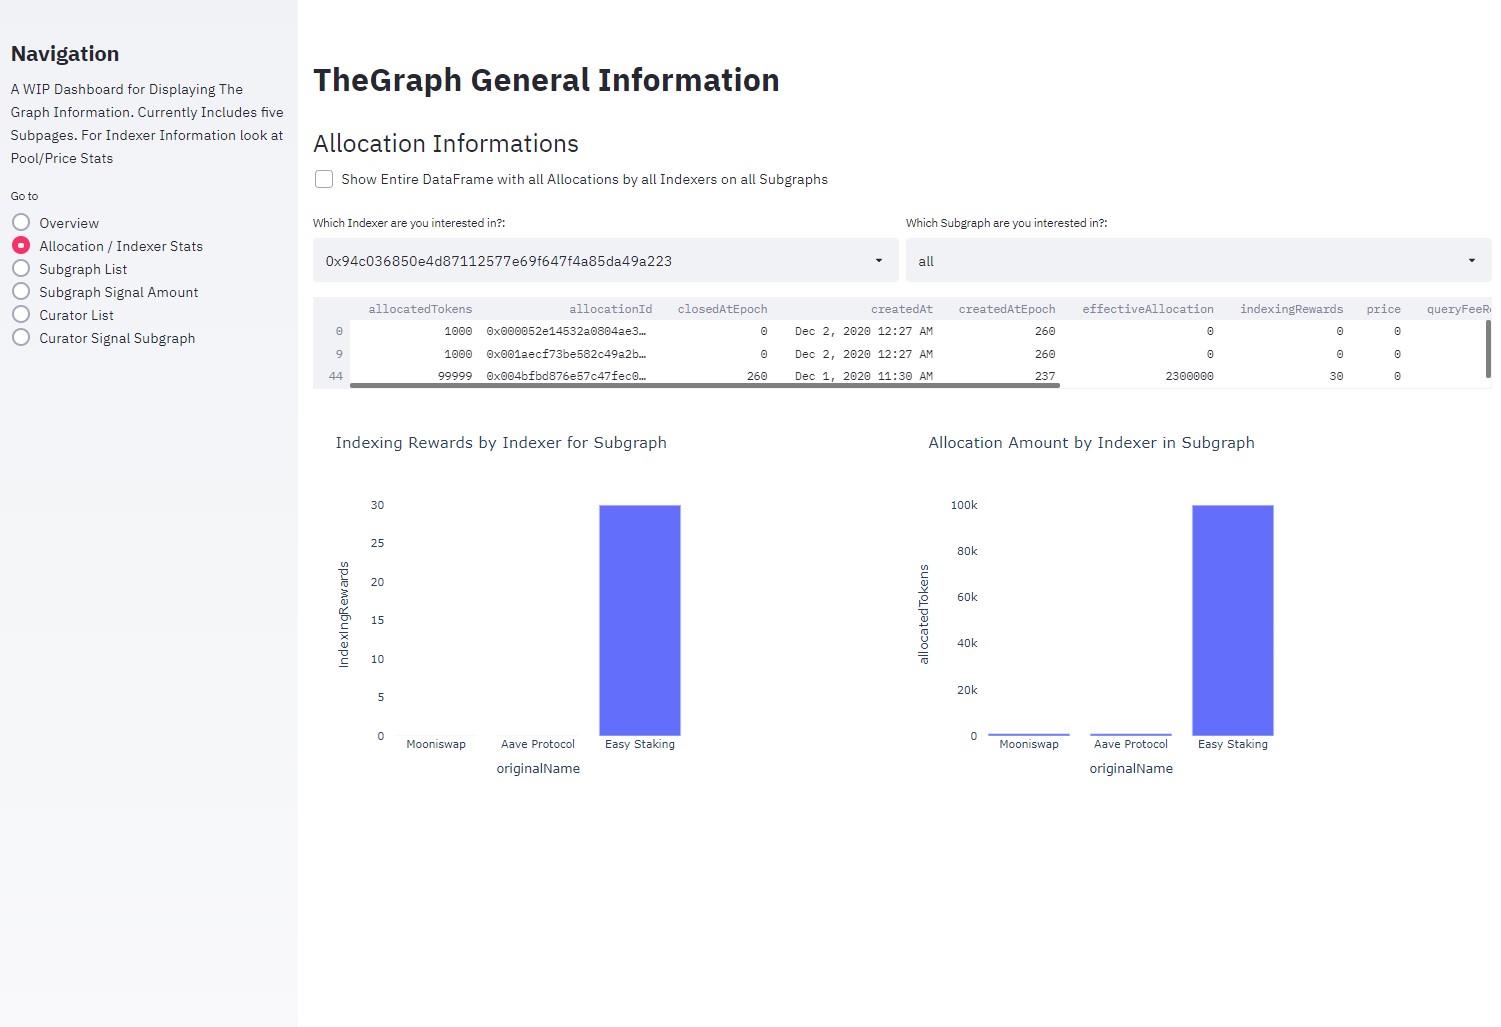 Navigation
A WIP Dashboard for Displaying The
Graph Information. Currently Includes five
Subpages. For Indexer Information look at
Pool/Price Stats
Go to
Overview
Allocation / Indexer Stats
Subgraph List
Subgraph Signal Amount
Curator List
Curator Signal Subgraph
TheGraph General Information
Allocation Informations
Show Entire DataFrame with all Allocations by all Indexers on all Subgraphs
Which Indexer are you interested in?: Which Subgraph are you interested in?:
0x94c036850e4d87112577e69f647f4a85da49a223 all
allocatedTokens allocationId closedAtEpoch createdAt createdAtEpoch effectiveAllocation indexingRewards price
0 1000 0x000052e14532a0804ae3… 0 Dec 2, 2020 12:27 AM 260 0 0 0
9 1000 0x001aecf73be582c49a2b… 0 Dec 2, 2020 12:27 AM 260 0 0 0
44 99999 0x004bfbd876e57c47fec0… 260 Dec 1, 2020 11:30 AM 237 2300000 30 0
Indexing Rewards by Indexer for Subgraph
30
25
20
15
10
5
0
IndexingRewards
Mooniswap Aave Protocol Easy Staking
originalName
Allocation Amount by Indexer in Subgraph
100k
80k
60k
40k
20k
0
allocatedTokens
Mooniswap Aave Protocol Easy Staking
originalName